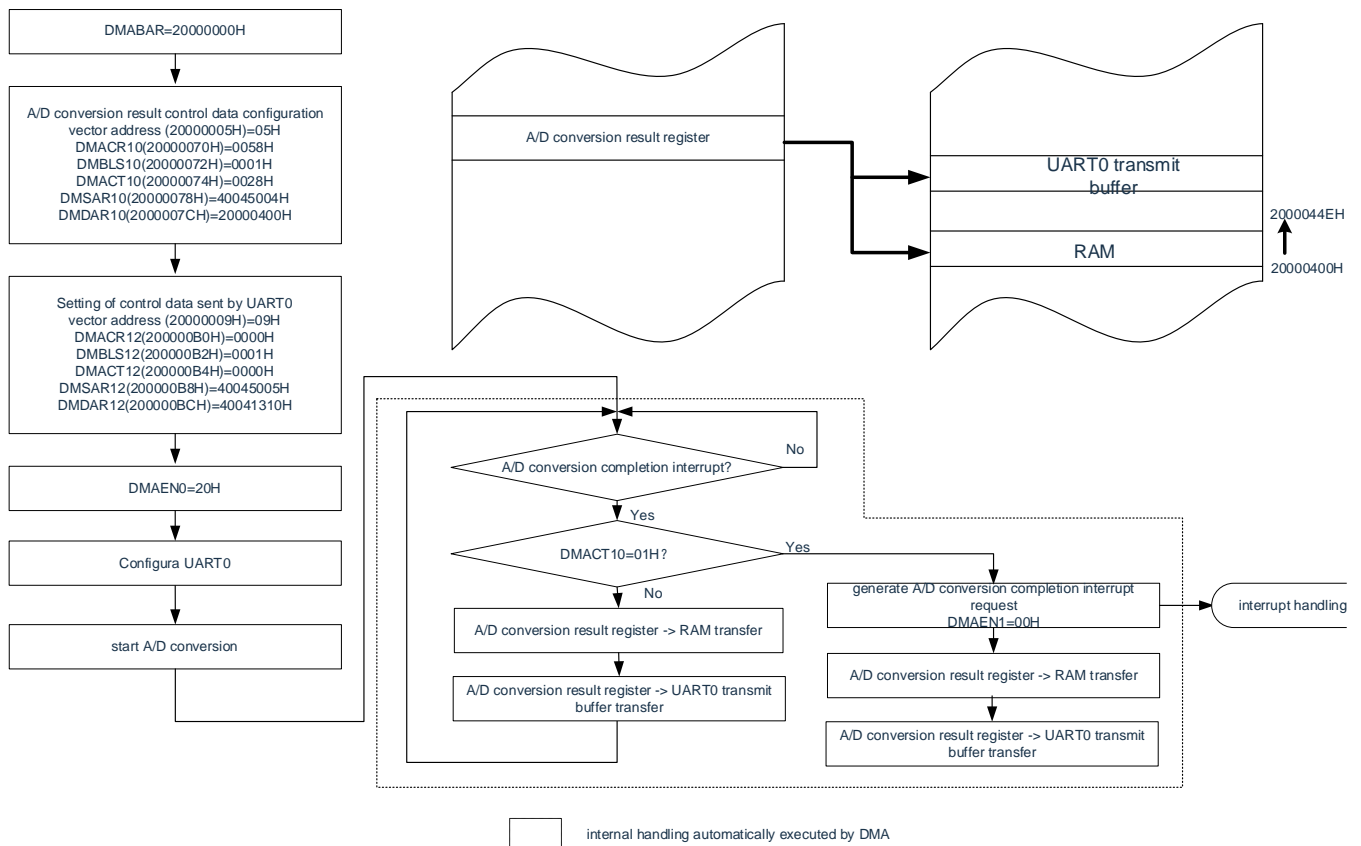 DMABAR=20000000H
A/D conversion result control data configuration
vector address (20000005H)=05H
DMACR10(20000070H)=0058H
DMBLS10(20000072H)=0001H
DMACT10(20000074H)=0028H
DMSAR10(20000078H)=40045004H
DMDAR10(2000007CH)=20000400H
Setting of control data sent by UART0
vector address (20000009H)=09H
DMACR12(200000B0H)=0000H
DMBLS12(200000B2H)=0001H
DMACT12(200000B4H)=0000H
DMSAR12(200000B8H)=40045005H
DMDAR12(200000BCH)=40041310H
DMAEN0=20H
Configura UART0
start A/D conversion
A/D conversion result register
UART0 transmit
buffer
2000044EH
RAM
20000400H
A/D conversion completion interrupt?
No
Yes
DMACT10=01H?
Yes
No
A/D conversion result register -> RAM transfer
A/D conversion result register -> UART0 transmit
buffer transfer
generate A/D conversion completion interrupt
request
DMAEN1=00H
interrupt handling
A/D conversion result register -> RAM transfer
A/D conversion result register -> UART0 transmit
buffer transfer
internal handling automatically executed by DMA